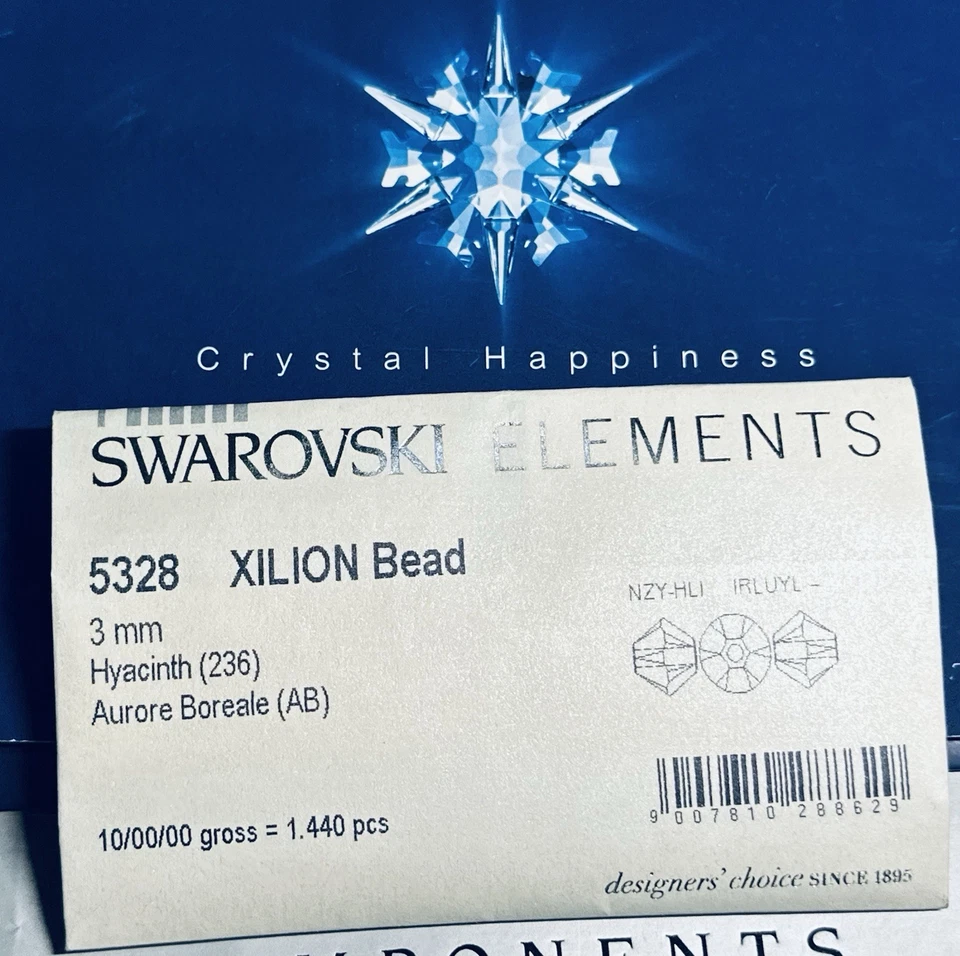 Crystal Happiness
SWAROVSKI ELEMENTS
5328 XILION Bead
3 mm
Hyacinth (236)
Aurore Boreale (AB)
NZY-HLI IRLUYL -
10/00/00 gross = 1.440 pcs
9 007810 288629
designers' choice SINCE 1895